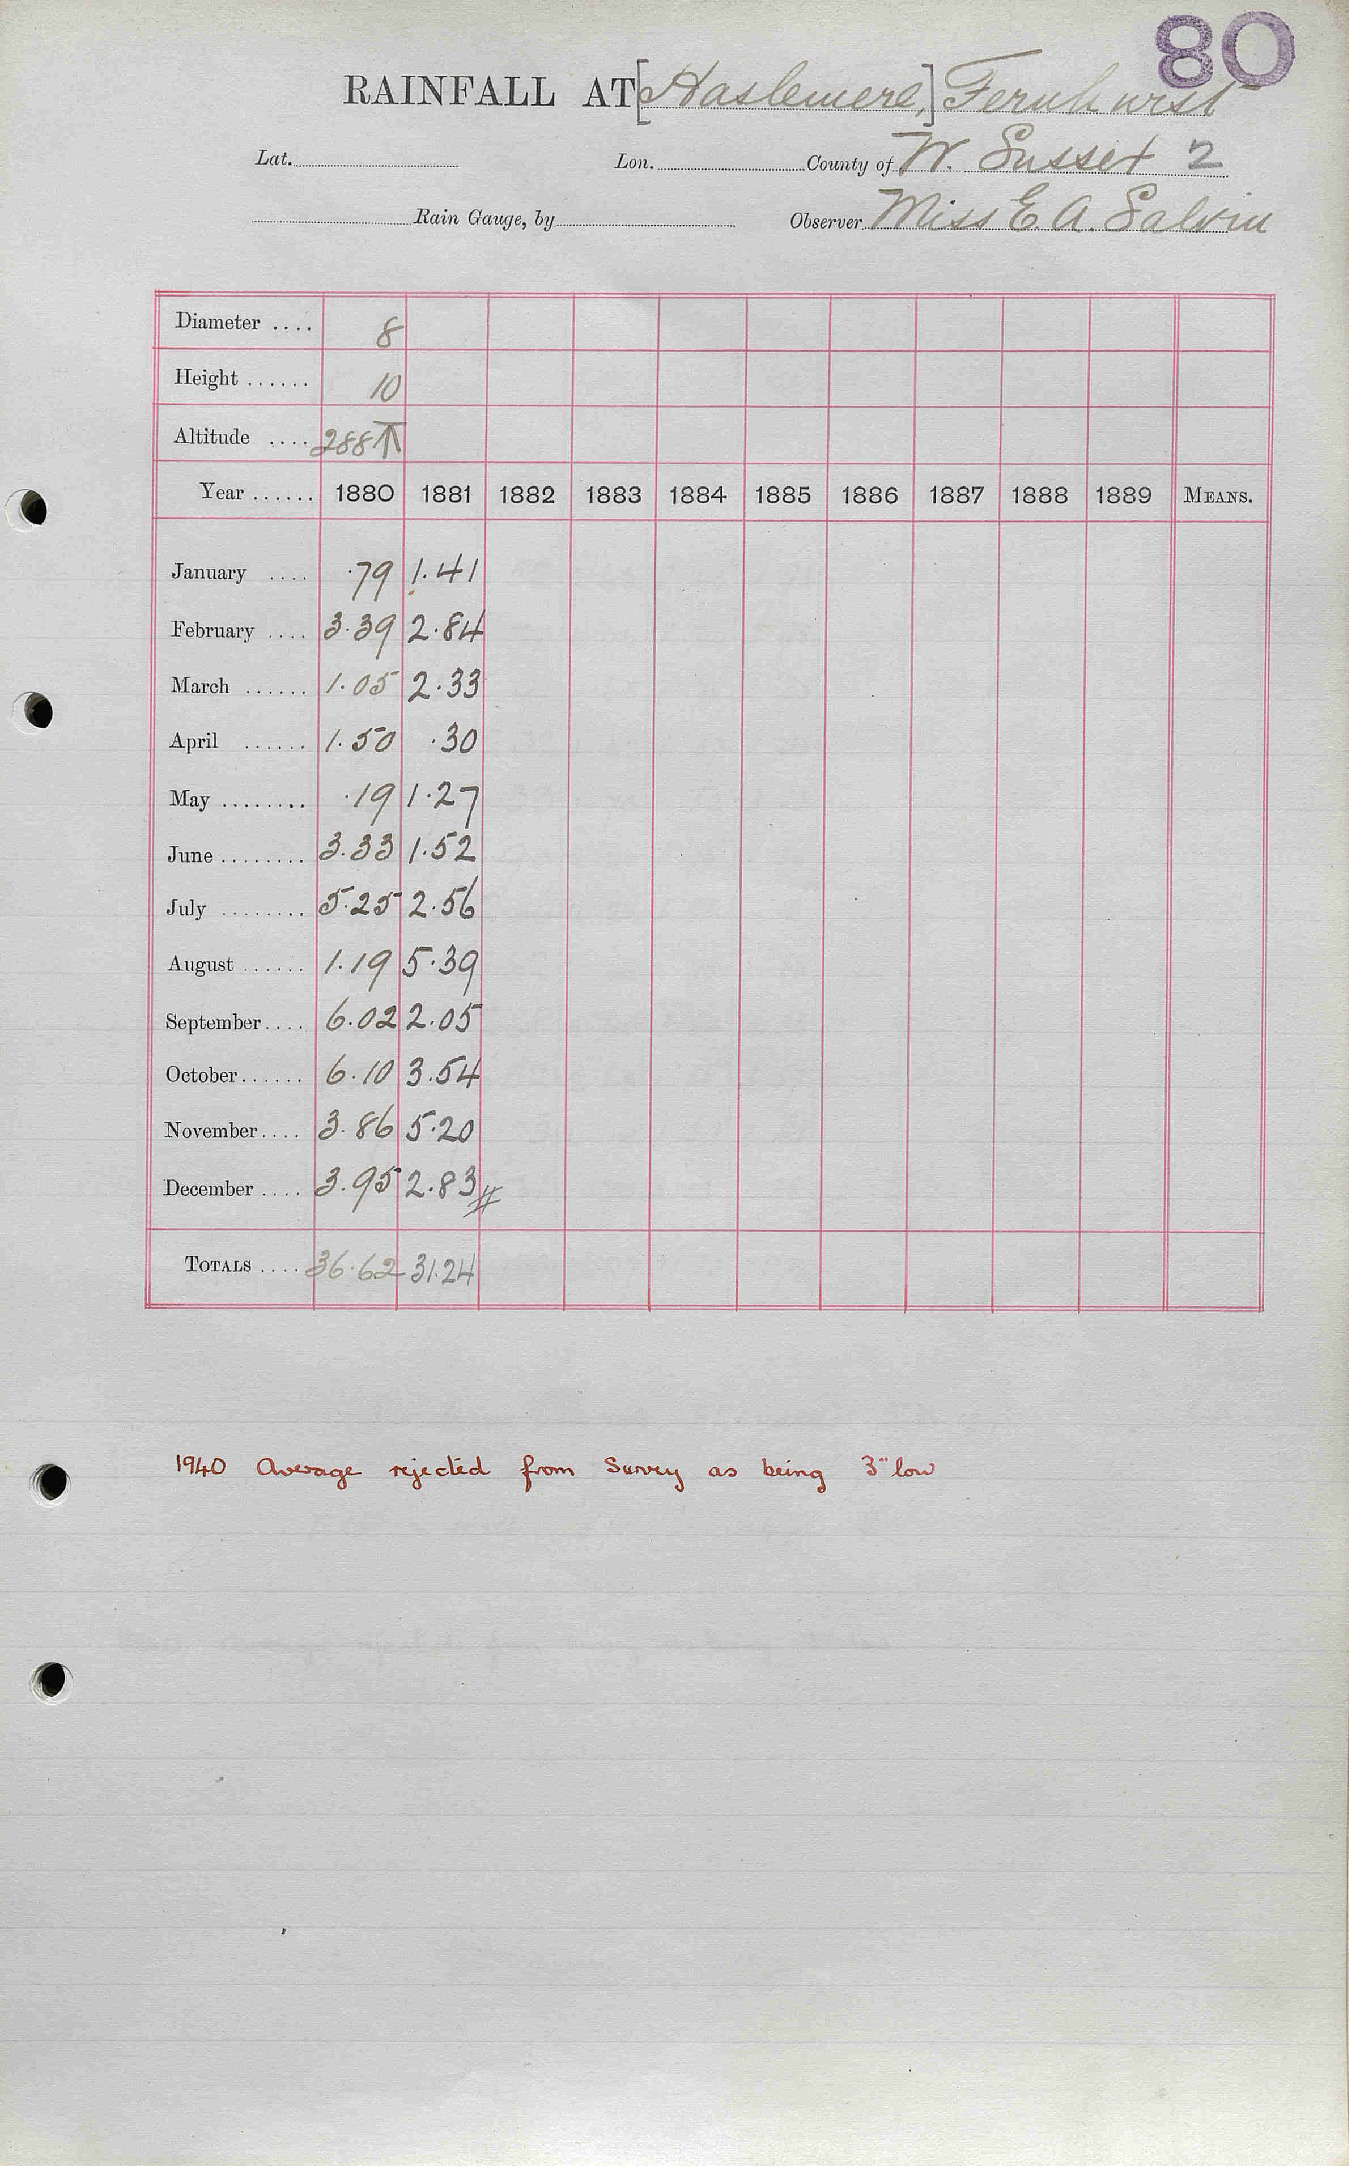 80
RAINFALL AT [Haslemere,] Fernhurst
Lat. Lon. County of W. Sussex 2
Rain Gauge, by Observer Miss E. A. Salvin
Diameter .... 8
Height ...... 10
Altitude .... 288 T
Year ...... 1880 1881 1882 1883 1884 1885 1886 1887 1888 1889 MEANS.
January .... ·79 1·41
February .... 3·39 2·84
March ...... 1·05 2·33
April ...... 1·50 ·30
May ........ ·19 1·27
June ........ 3·33 1·52
July ........ 5·25 2·56
August ...... 1·19 5·39
September.... 6·02 2·05
October...... 6·10 3·54
November.... 3·86 5·20
December .... 3·95 2·83
TOTALS .... 36·62 31·24
1940 Average rejected from Survey as being 3" low